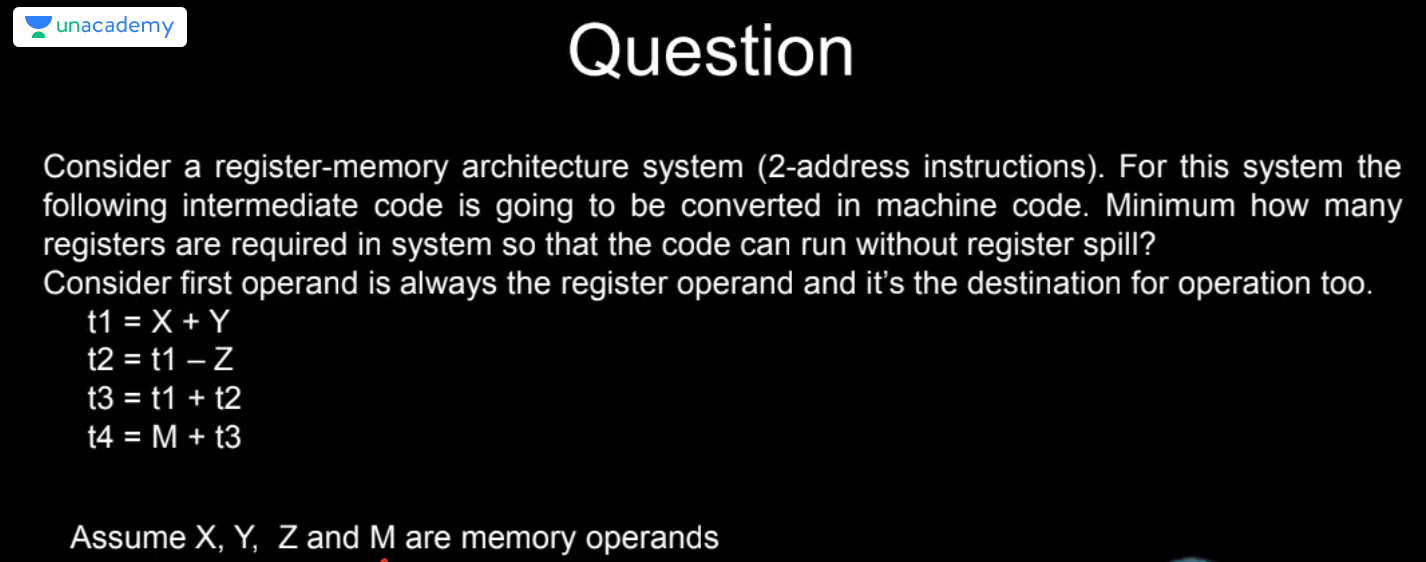 unacademy
Question
Consider a register-memory architecture system (2-address instructions). For this system the
following intermediate code is going to be converted in machine code. Minimum how many
registers are required in system so that the code can run without register spill?
Consider first operand is always the register operand and it's the destination for operation too.
t1 = X + Y
t2 = t1 – Z
t3 = t1 + t2
t4 = M + t3
Assume X, Y, Z and M are memory operands